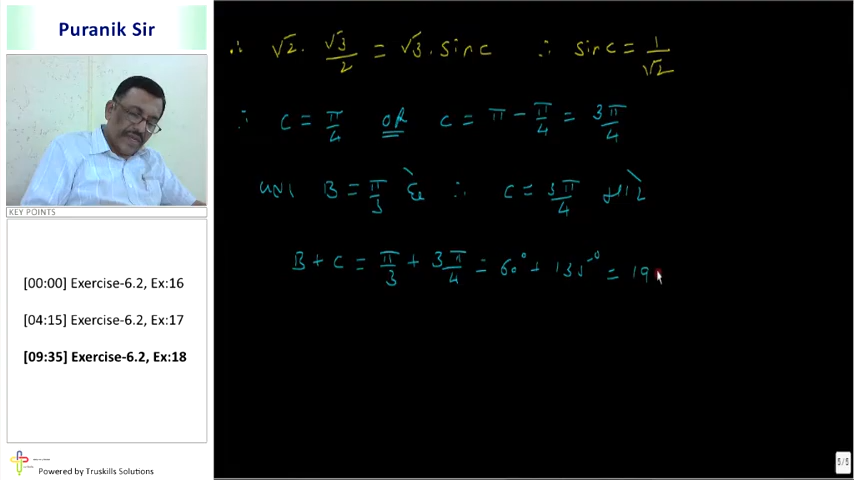 Puranik Sir
KEY POINTS
[00:00] Exercise-6.2, Ex:16
[04:15] Exercise-6.2, Ex:17
[09:35] Exercise-6.2, Ex:18
Powered by Truskills Solutions
∴ √2 · √3/2 = √3 · sin C ∴ sin C = 1/√2
∴ C = π/4 OR C = π − π/4 = 3π/4
B = π/3 છે ∴ C = 3π/4
B + C = π/3 + 3π/4 = 60° + 135° = 19
5/5